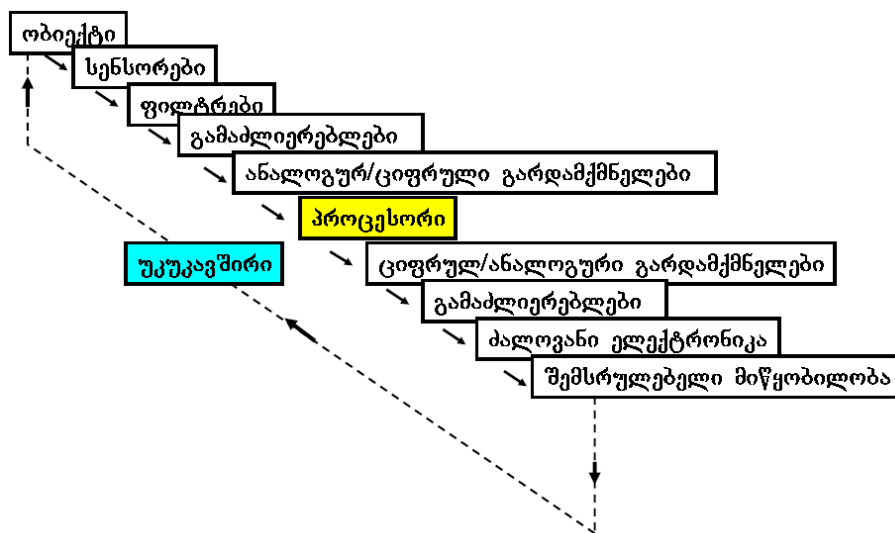 ობიექტი
სენსორები
ფილტრები
გამაძლიერებლები
ანალოგურ/ციფრული გარდამქმნელები
პროცესორი
უკუკავშირი
ციფრულ/ანალოგური გარდამქმნელები
გამაძლიერებლები
ძალოვანი ელექტრონიკა
შემსრულებელი მიწყობილობა